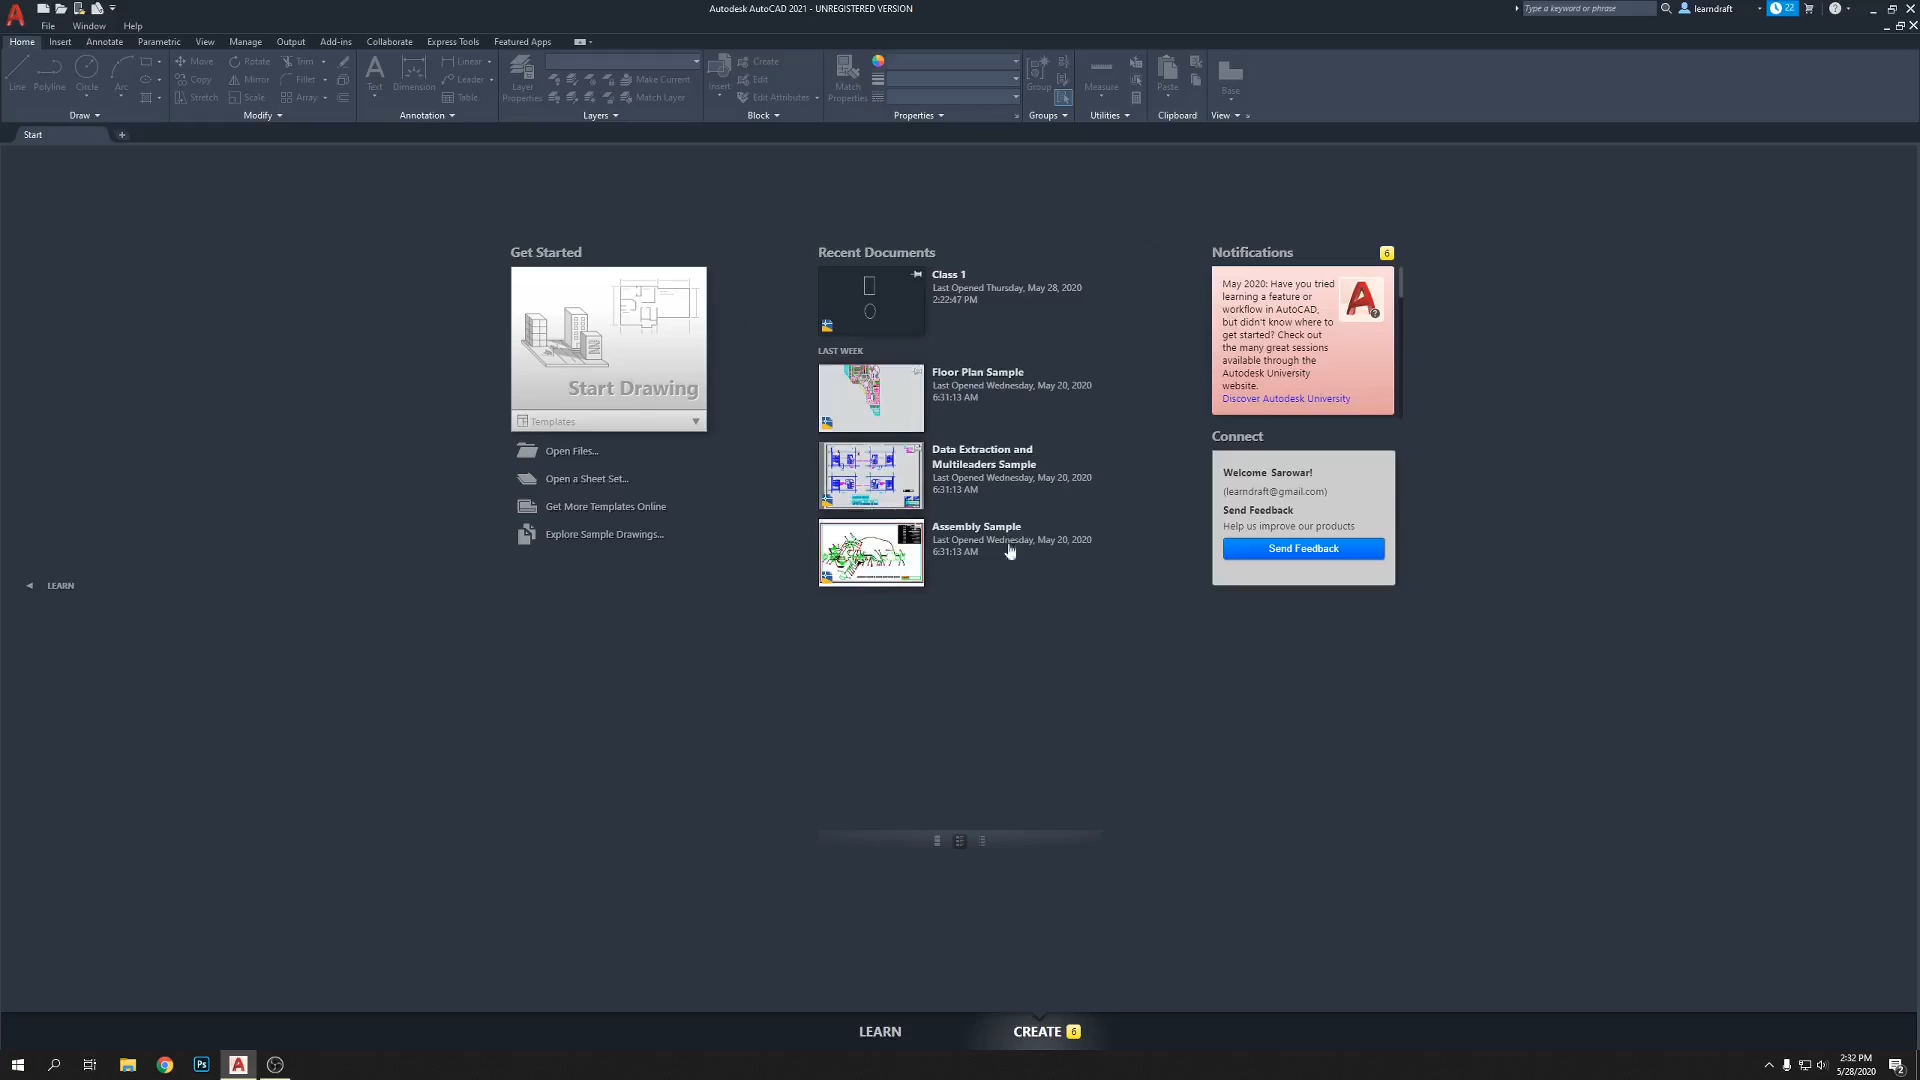 Autodesk AutoCAD 2021 - UNREGISTERED VERSION
Type a keyword or phrase
learndraft
22
File Window Help
Home Insert Annotate Parametric View Manage Output Add-ins Collaborate Express Tools Featured Apps
Line Polyline Circle Arc
Move Rotate Trim
Copy Mirror Fillet
Stretch Scale Array
Text Dimension
Linear
Leader
Table
Layer Properties
Make Current
Match Layer
Insert
Create
Edit
Edit Attributes
Match Properties
Group
Measure
Paste
Base
Draw Modify Annotation Layers Block Properties Groups Utilities Clipboard View
Start
Get Started
Start Drawing
Templates
Open Files...
Open a Sheet Set...
Get More Templates Online
Explore Sample Drawings...
LEARN
Recent Documents
Class 1
Last Opened Thursday, May 28, 2020
2:22:47 PM
LAST WEEK
Floor Plan Sample
Last Opened Wednesday, May 20, 2020
6:31:13 AM
Data Extraction and
Multileaders Sample
Last Opened Wednesday, May 20, 2020
6:31:13 AM
Assembly Sample
Last Opened Wednesday, May 20, 2020
6:31:13 AM
Notifications 6
May 2020: Have you tried
learning a feature or
workflow in AutoCAD,
but didn't know where to
get started? Check out
the many great sessions
available through the
Autodesk University
website.
Discover Autodesk University
Connect
Welcome Sarowar!
(learndraft@gmail.com)
Send Feedback
Help us improve our products
Send Feedback
LEARN CREATE 6
Ps
2:32 PM
5/28/2020
2